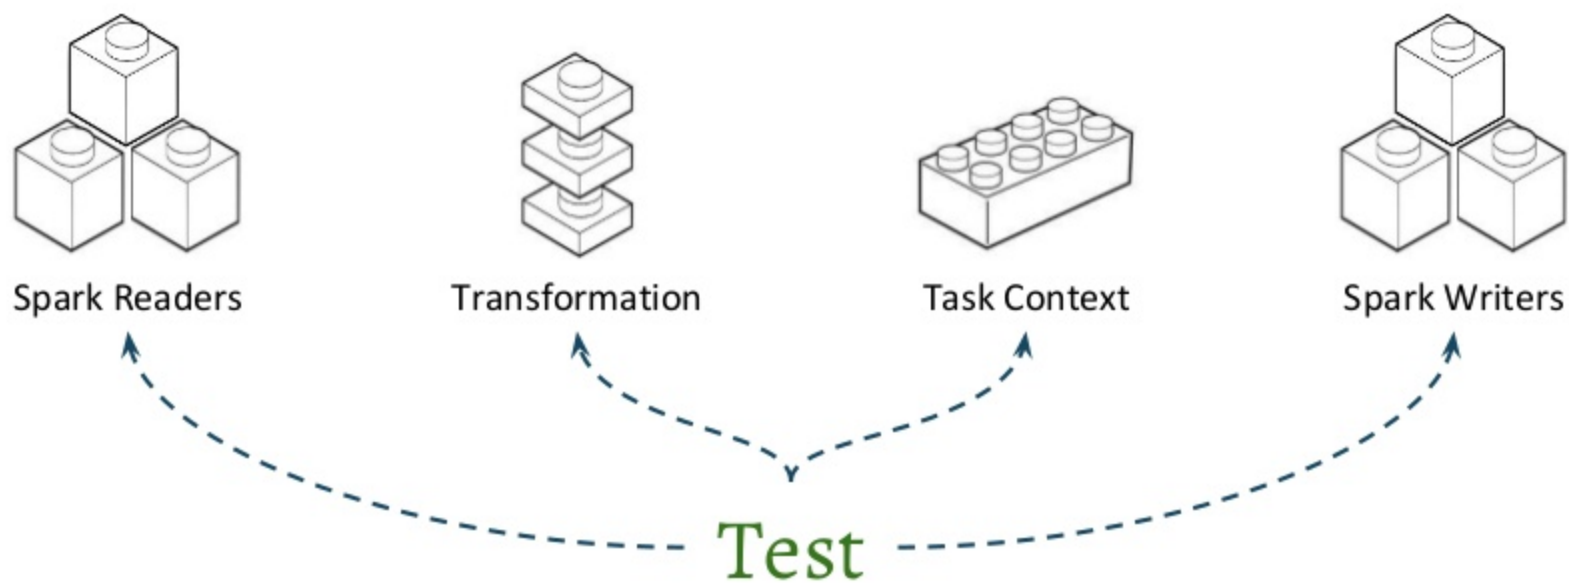 Spark Readers
Transformation
Task Context
Spark Writers
Test